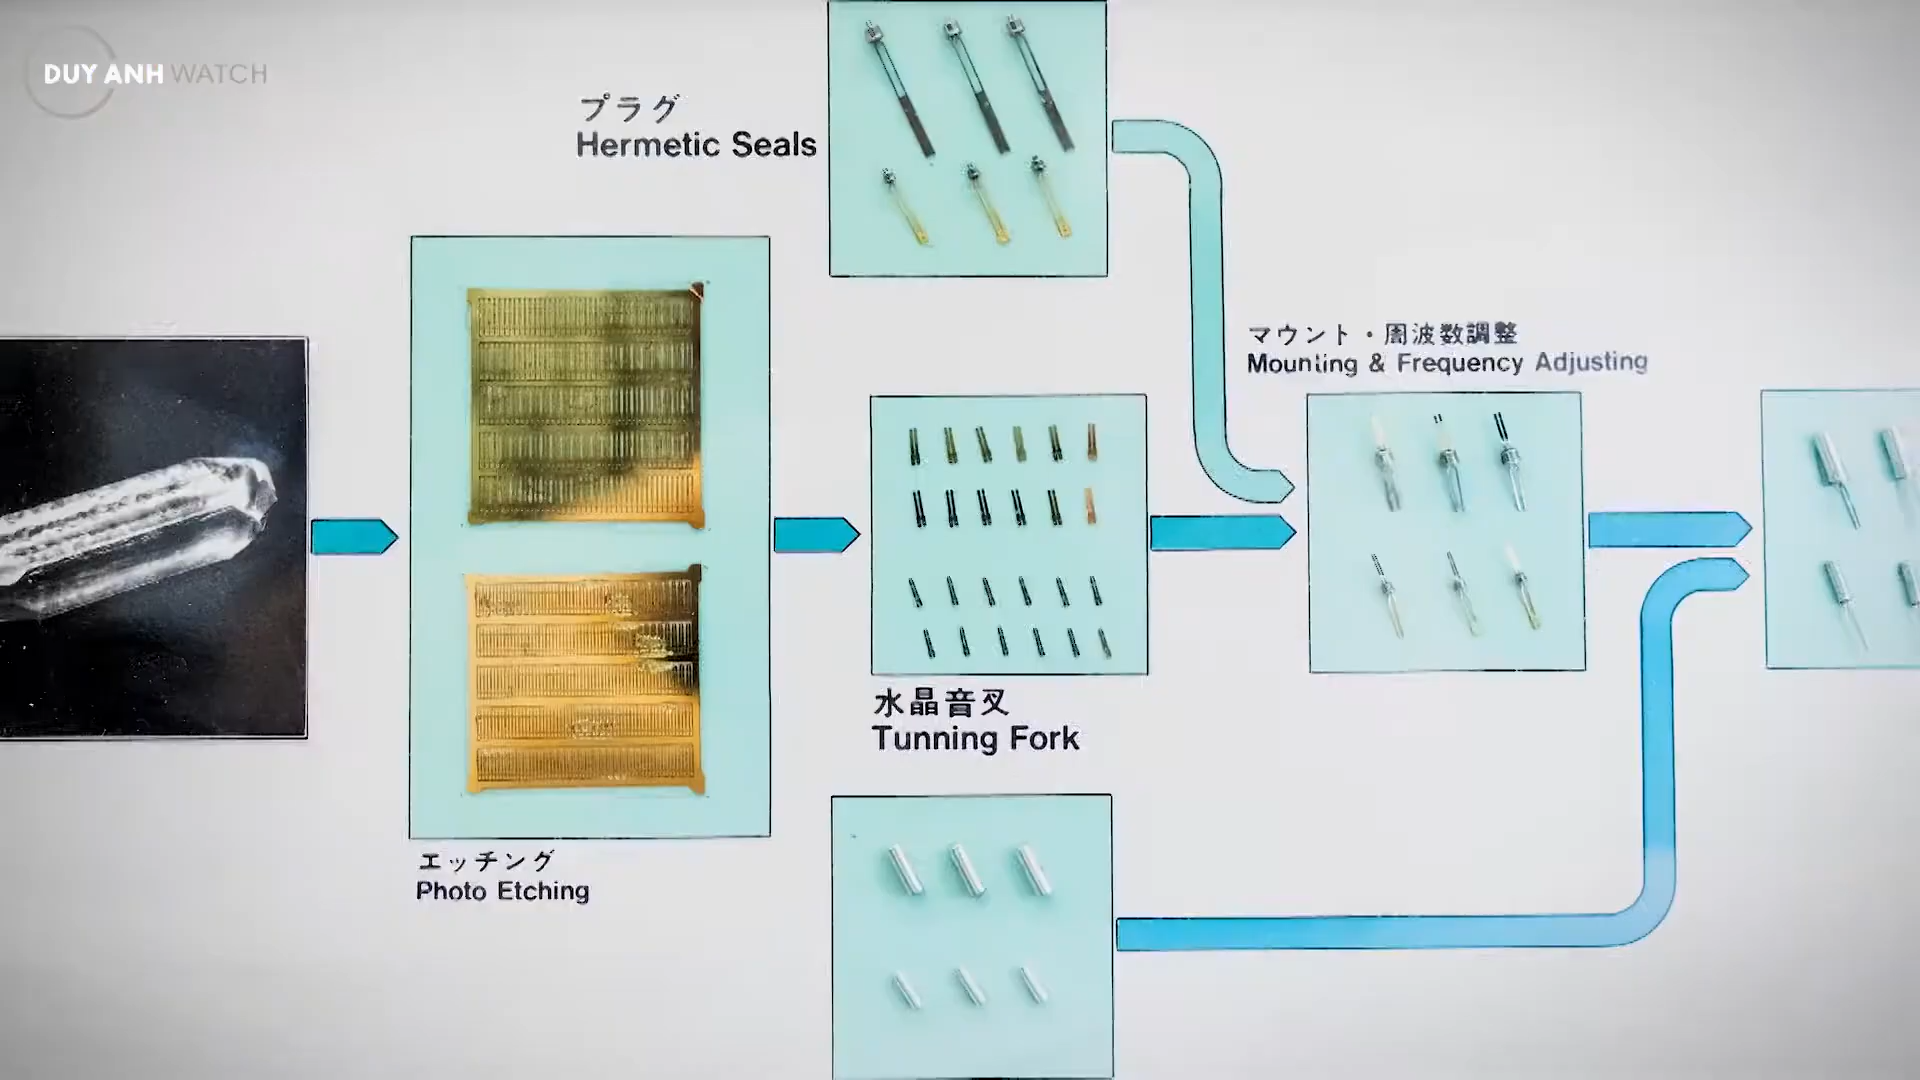 DUY ANH WATCH
プラグ
Hermetic Seals
マウント・周波数調整
Mounting & Frequency Adjusting
水晶音叉
Tunning Fork
エッチング
Photo Etching